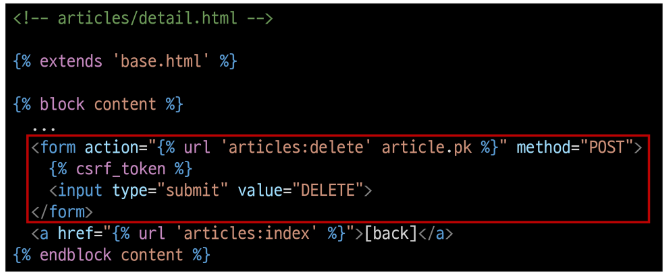 <!-- articles/detail.html -->
{% extends 'base.html' %}
{% block content %}
...
<form action="{% url 'articles:delete' article.pk %}" method="POST">
{% csrf_token %}
<input type="submit" value="DELETE">
</form>
<a href="{% url 'articles:index' %}">[back]</a>
{% endblock content %}